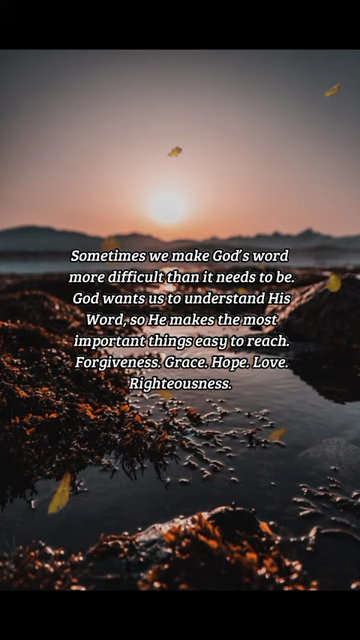 Sometimes we make God's word
more difficult than it needs to be.
God wants us to understand His
Word, so He makes the most
important things easy to reach.
Forgiveness. Grace. Hope. Love.
Righteousness.